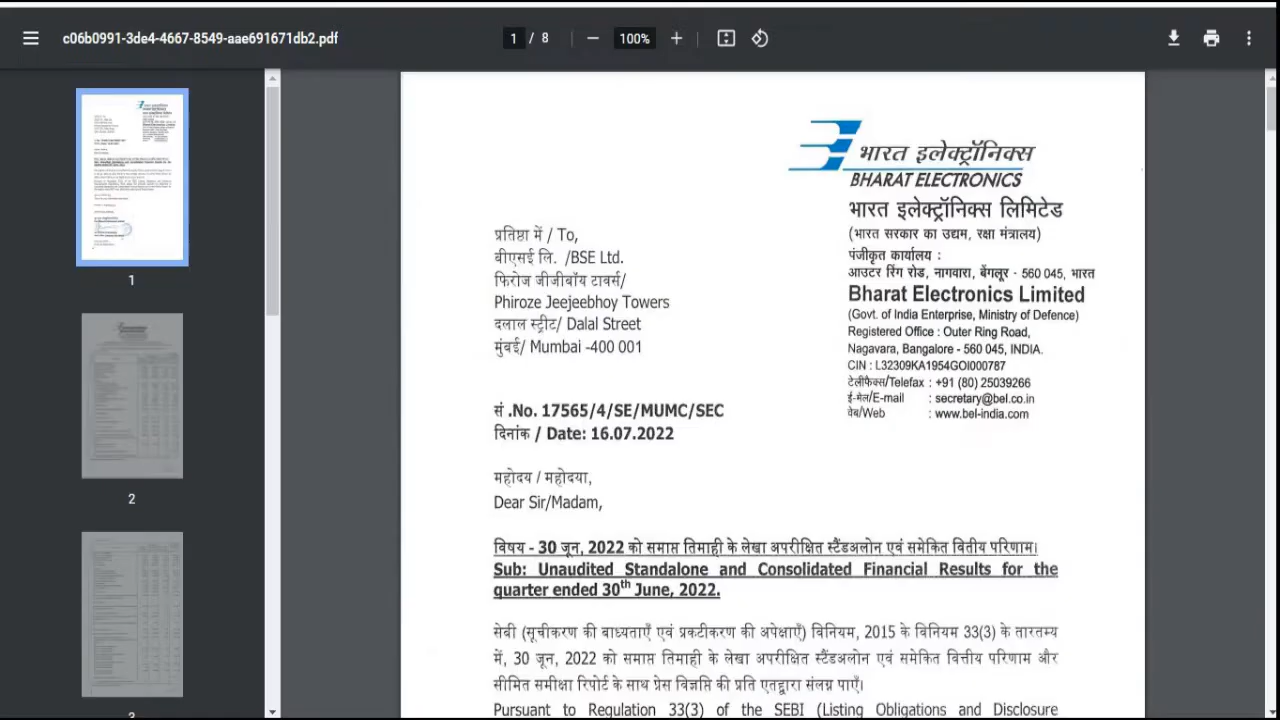 c06b0991-3de4-4667-8549-aae691671db2.pdf
1 / 8
100%
1
2
3
भारत इलेक्ट्रॉनिक्स
BHARAT ELECTRONICS
भारत इलेक्ट्रॉनिक्स लिमिटेड
(भारत सरकार का उद्यम, रक्षा मंत्रालय)
पंजीकृत कार्यालय :
आउटर रिंग रोड, नागवारा, बेंगलूर - 560 045, भारत
Bharat Electronics Limited
(Govt. of India Enterprise, Ministry of Defence)
Registered Office : Outer Ring Road,
Nagavara, Bangalore - 560 045, INDIA.
CIN : L32309KA1954GOI000787
टेलीफैक्स/Telefax : +91 (80) 25039266
ई-मेल/E-mail : secretary@bel.co.in
वेब/Web : www.bel-india.com
प्रतिष्ठा में / To,
बीएसई लि. /BSE Ltd.
फिरोज जीजीबॉय टावर्स/
Phiroze Jeejeebhoy Towers
दलाल स्ट्रीट/ Dalal Street
मुंबई/ Mumbai -400 001
सं .No. 17565/4/SE/MUMC/SEC
दिनांक / Date: 16.07.2022
महोदय / महोदया,
Dear Sir/Madam,
विषय - 30 जून, 2022 को समाप्त तिमाही के लेखा अपरीक्षित स्टैंडअलोन एवं समेकित वित्तीय परिणाम।
Sub: Unaudited Standalone and Consolidated Financial Results for the
quarter ended 30th June, 2022.
सेबी (सूचीकरण की बाध्यताएँ एवं प्रकटीकरण की अपेक्षाएँ) विनियम, 2015 के विनियम 33(3) के तारतम्य
में, 30 जून, 2022 को समाप्त तिमाही के लेखा अपरीक्षित स्टैंडअलोन एवं समेकित वित्तीय परिणाम और
सीमित समीक्षा रिपोर्ट के साथ प्रेस विज्ञप्ति की प्रति एतद्द्वारा संलग्न पाएँ।
Pursuant to Regulation 33(3) of the SEBI (Listing Obligations and Disclosure